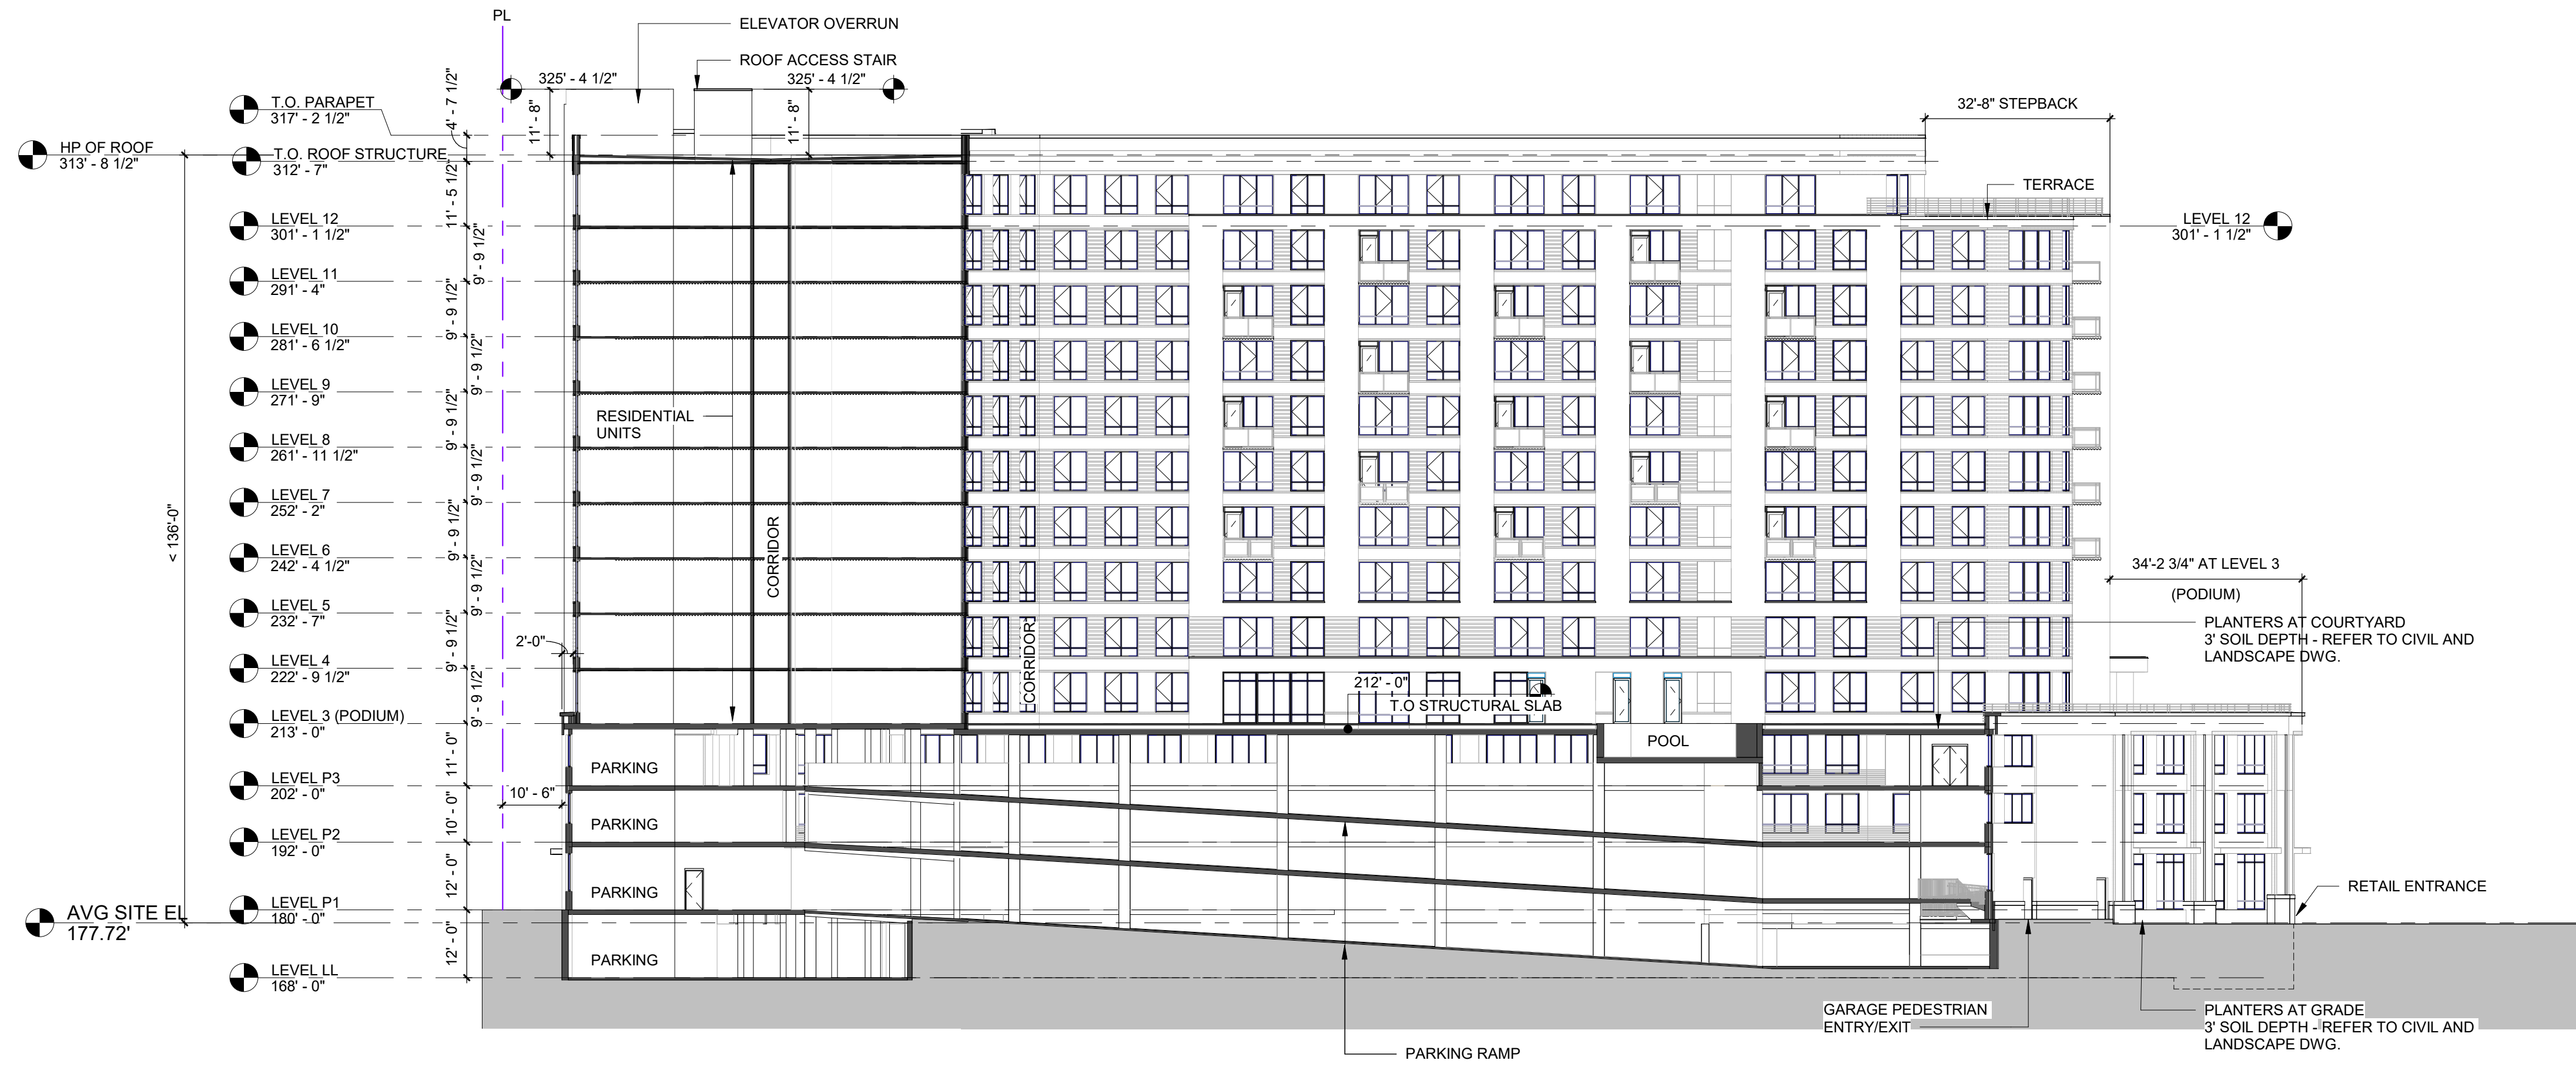 PL
ELEVATOR OVERRUN
ROOF ACCESS STAIR
325' - 4 1/2"
325' - 4 1/2"
11' - 8"
11' - 8"
T.O. PARAPET
317' - 2 1/2"
4' - 7 1/2"
HP OF ROOF
313' - 8 1/2"
T.O. ROOF STRUCTURE
312' - 7"
11' - 5 1/2"
LEVEL 12
301' - 1 1/2"
9' - 9 1/2"
LEVEL 11
291' - 4"
9' - 9 1/2"
LEVEL 10
281' - 6 1/2"
9' - 9 1/2"
LEVEL 9
271' - 9"
9' - 9 1/2"
LEVEL 8
261' - 11 1/2"
9' - 9 1/2"
LEVEL 7
252' - 2"
9' - 9 1/2"
LEVEL 6
242' - 4 1/2"
9' - 9 1/2"
LEVEL 5
232' - 7"
9' - 9 1/2"
LEVEL 4
222' - 9 1/2"
9' - 9 1/2"
LEVEL 3 (PODIUM)
213' - 0"
11' - 0"
LEVEL P3
202' - 0"
10' - 0"
LEVEL P2
192' - 0"
12' - 0"
LEVEL P1
180' - 0"
12' - 0"
AVG SITE EL
177.72'
LEVEL LL
168' - 0"
< 136'-0"
2'-0"
10' - 6"
RESIDENTIAL
UNITS
CORRIDOR
CORRIDOR
PARKING
PARKING
PARKING
PARKING
212' - 0"
T.O STRUCTURAL SLAB
POOL
32'-8" STEPBACK
TERRACE
LEVEL 12
301' - 1 1/2"
34'-2 3/4" AT LEVEL 3
(PODIUM)
PLANTERS AT COURTYARD
3' SOIL DEPTH - REFER TO CIVIL AND
LANDSCAPE DWG.
RETAIL ENTRANCE
GARAGE PEDESTRIAN
ENTRY/EXIT
PLANTERS AT GRADE
3' SOIL DEPTH - REFER TO CIVIL AND
LANDSCAPE DWG.
PARKING RAMP